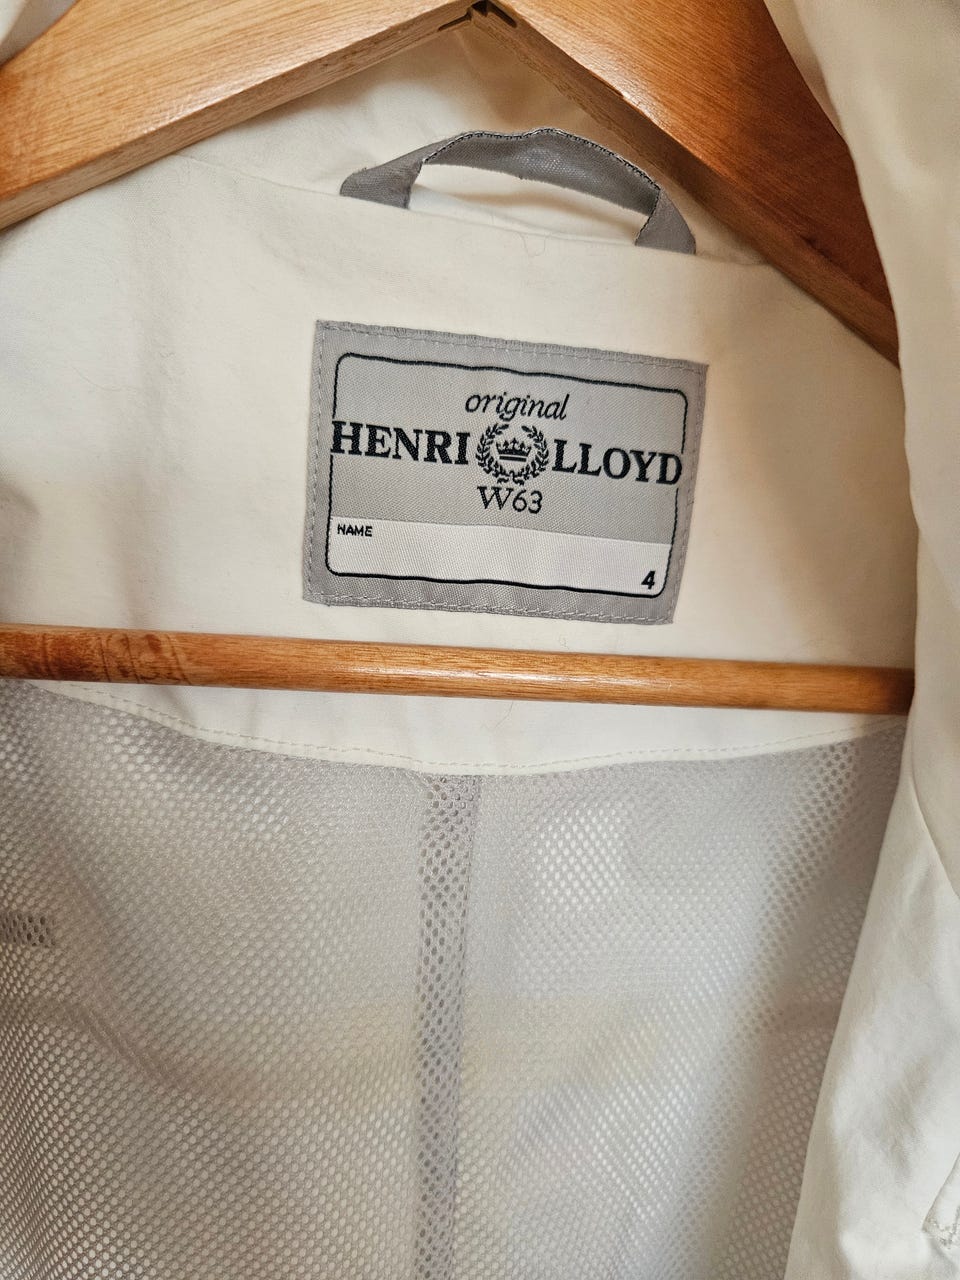 original
HENRI LLOYD
W63
NAME
4